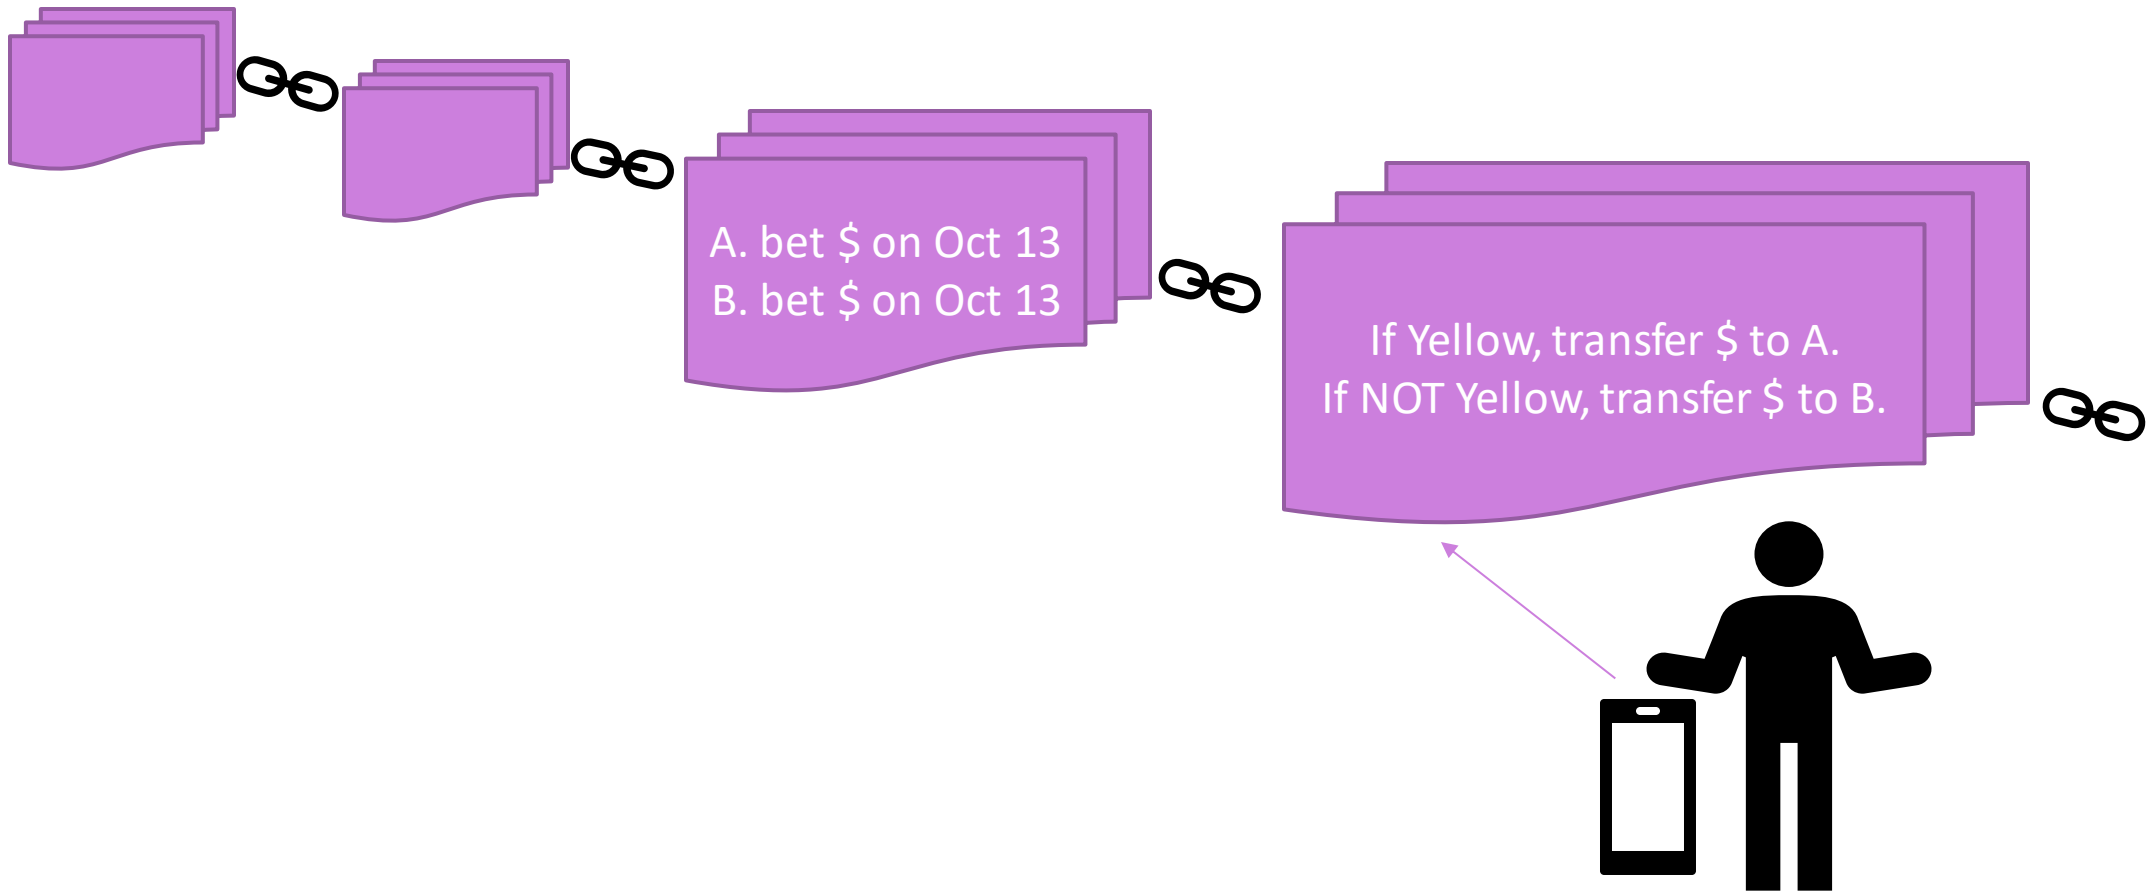 A. bet $ on Oct 13
B. bet $ on Oct 13
If Yellow, transfer $ to A.
If NOT Yellow, transfer $ to B.